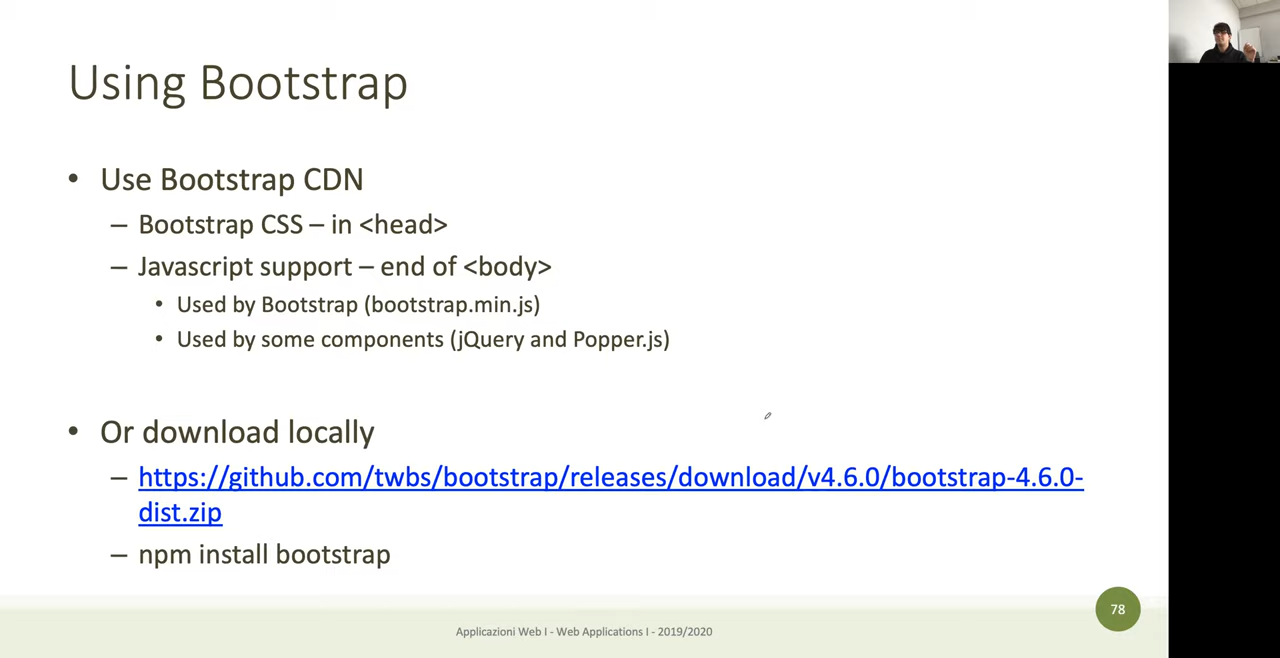 Using Bootstrap
• Use Bootstrap CDN
– Bootstrap CSS – in <head>
– Javascript support – end of <body>
• Used by Bootstrap (bootstrap.min.js)
• Used by some components (jQuery and Popper.js)
• Or download locally
– https://github.com/twbs/bootstrap/releases/download/v4.6.0/bootstrap-4.6.0-
dist.zip
– npm install bootstrap
78
Applicazioni Web I - Web Applications I - 2019/2020